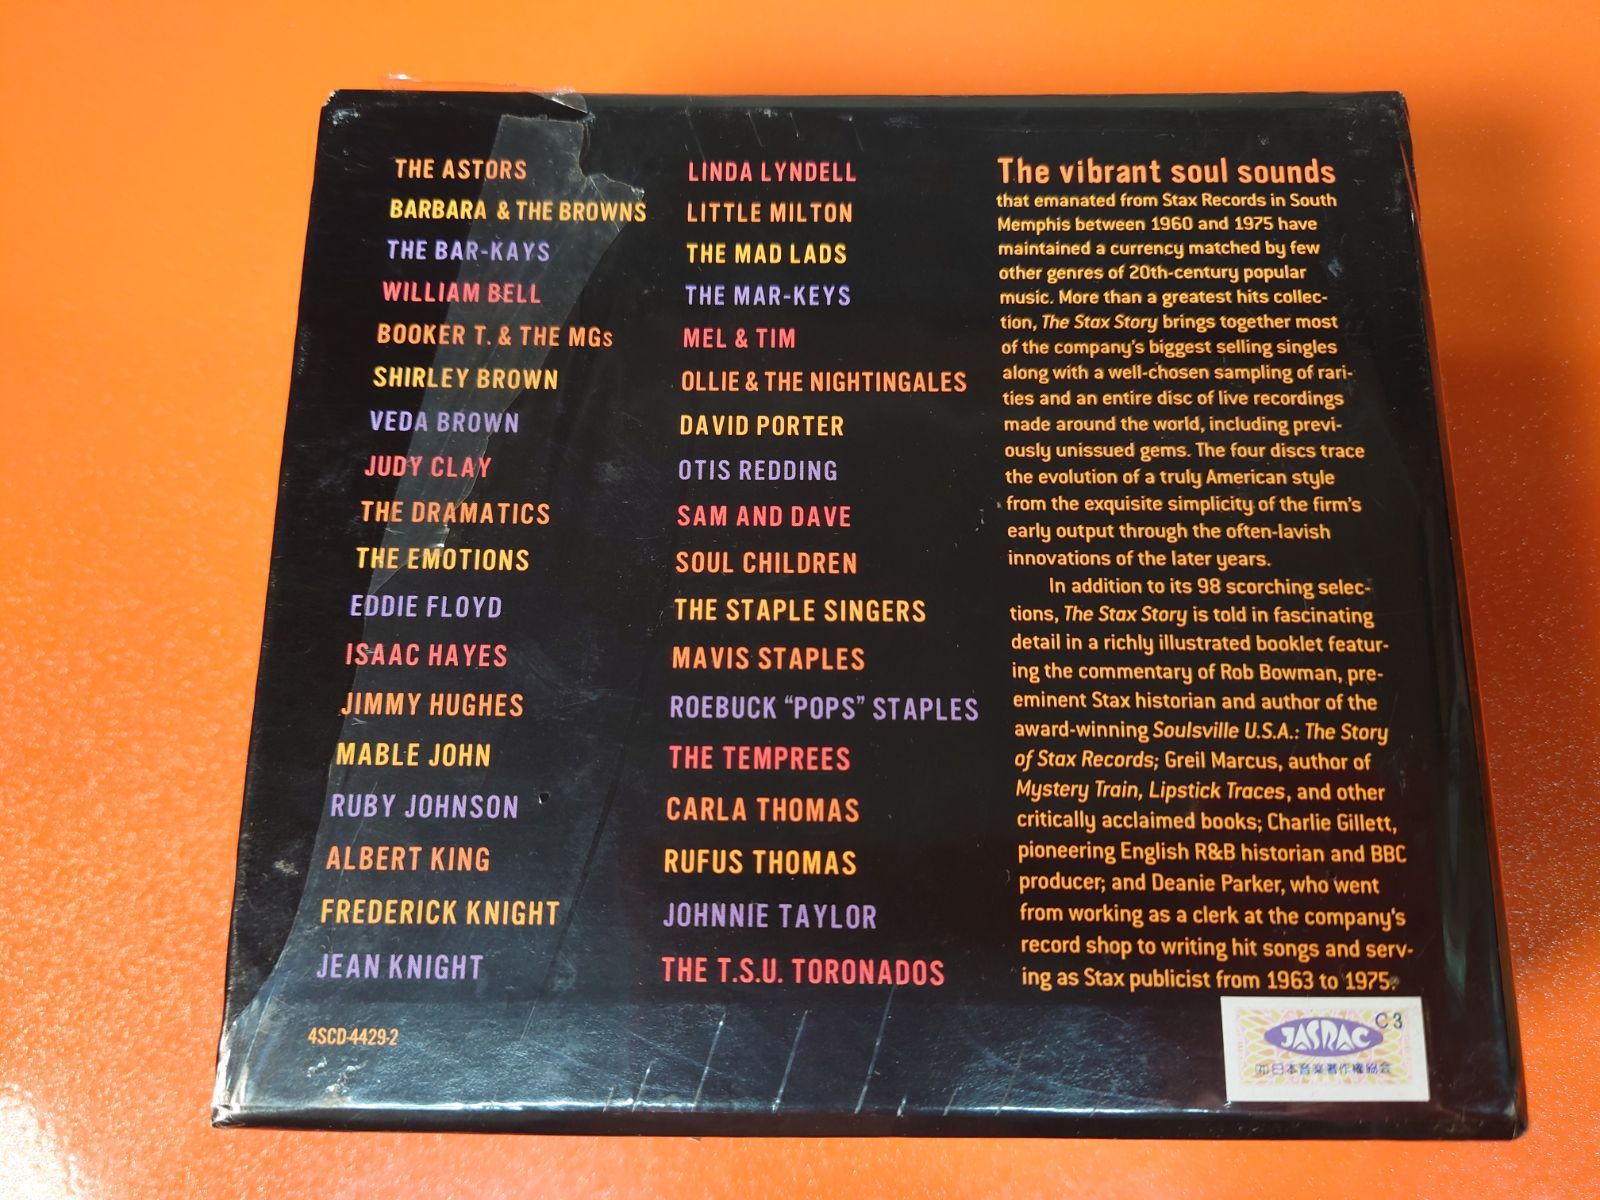 THE ASTORS
BARBARA & THE BROWNS
THE BAR-KAYS
WILLIAM BELL
BOOKER T. & THE MGs
SHIRLEY BROWN
VEDA BROWN
JUDY CLAY
THE DRAMATICS
THE EMOTIONS
EDDIE FLOYD
ISAAC HAYES
JIMMY HUGHES
MABLE JOHN
RUBY JOHNSON
ALBERT KING
FREDERICK KNIGHT
JEAN KNIGHT
LINDA LYNDELL
LITTLE MILTON
THE MAD LADS
THE MAR-KEYS
MEL & TIM
OLLIE & THE NIGHTINGALES
DAVID PORTER
OTIS REDDING
SAM AND DAVE
SOUL CHILDREN
THE STAPLE SINGERS
MAVIS STAPLES
ROEBUCK “POPS” STAPLES
THE TEMPREES
CARLA THOMAS
RUFUS THOMAS
JOHNNIE TAYLOR
THE T.S.U. TORONADOS
The vibrant soul sounds
that emanated from Stax Records in South
Memphis between 1960 and 1975 have
maintained a currency matched by few
other genres of 20th-century popular
music. More than a greatest hits collec-
tion, The Stax Story brings together most
of the company's biggest selling singles
along with a well-chosen sampling of rari-
ties and an entire disc of live recordings
made around the world, including previ-
ously unissued gems. The four discs trace
the evolution of a truly American style
from the exquisite simplicity of the firm's
early output through the often-lavish
innovations of the later years.
In addition to its 98 scorching selec-
tions, The Stax Story is told in fascinating
detail in a richly illustrated booklet featur-
ing the commentary of Rob Bowman, pre-
eminent Stax historian and author of the
award-winning Soulsville U.S.A.: The Story
of Stax Records; Greil Marcus, author of
Mystery Train, Lipstick Traces, and other
critically acclaimed books; Charlie Gillett,
pioneering English R&B historian and BBC
producer; and Deanie Parker, who went
from working as a clerk at the company's
record shop to writing hit songs and serv-
ing as Stax publicist from 1963 to 1975.
4SCD-4429-2
C3
JASRAC
(社)日本音楽著作権協会